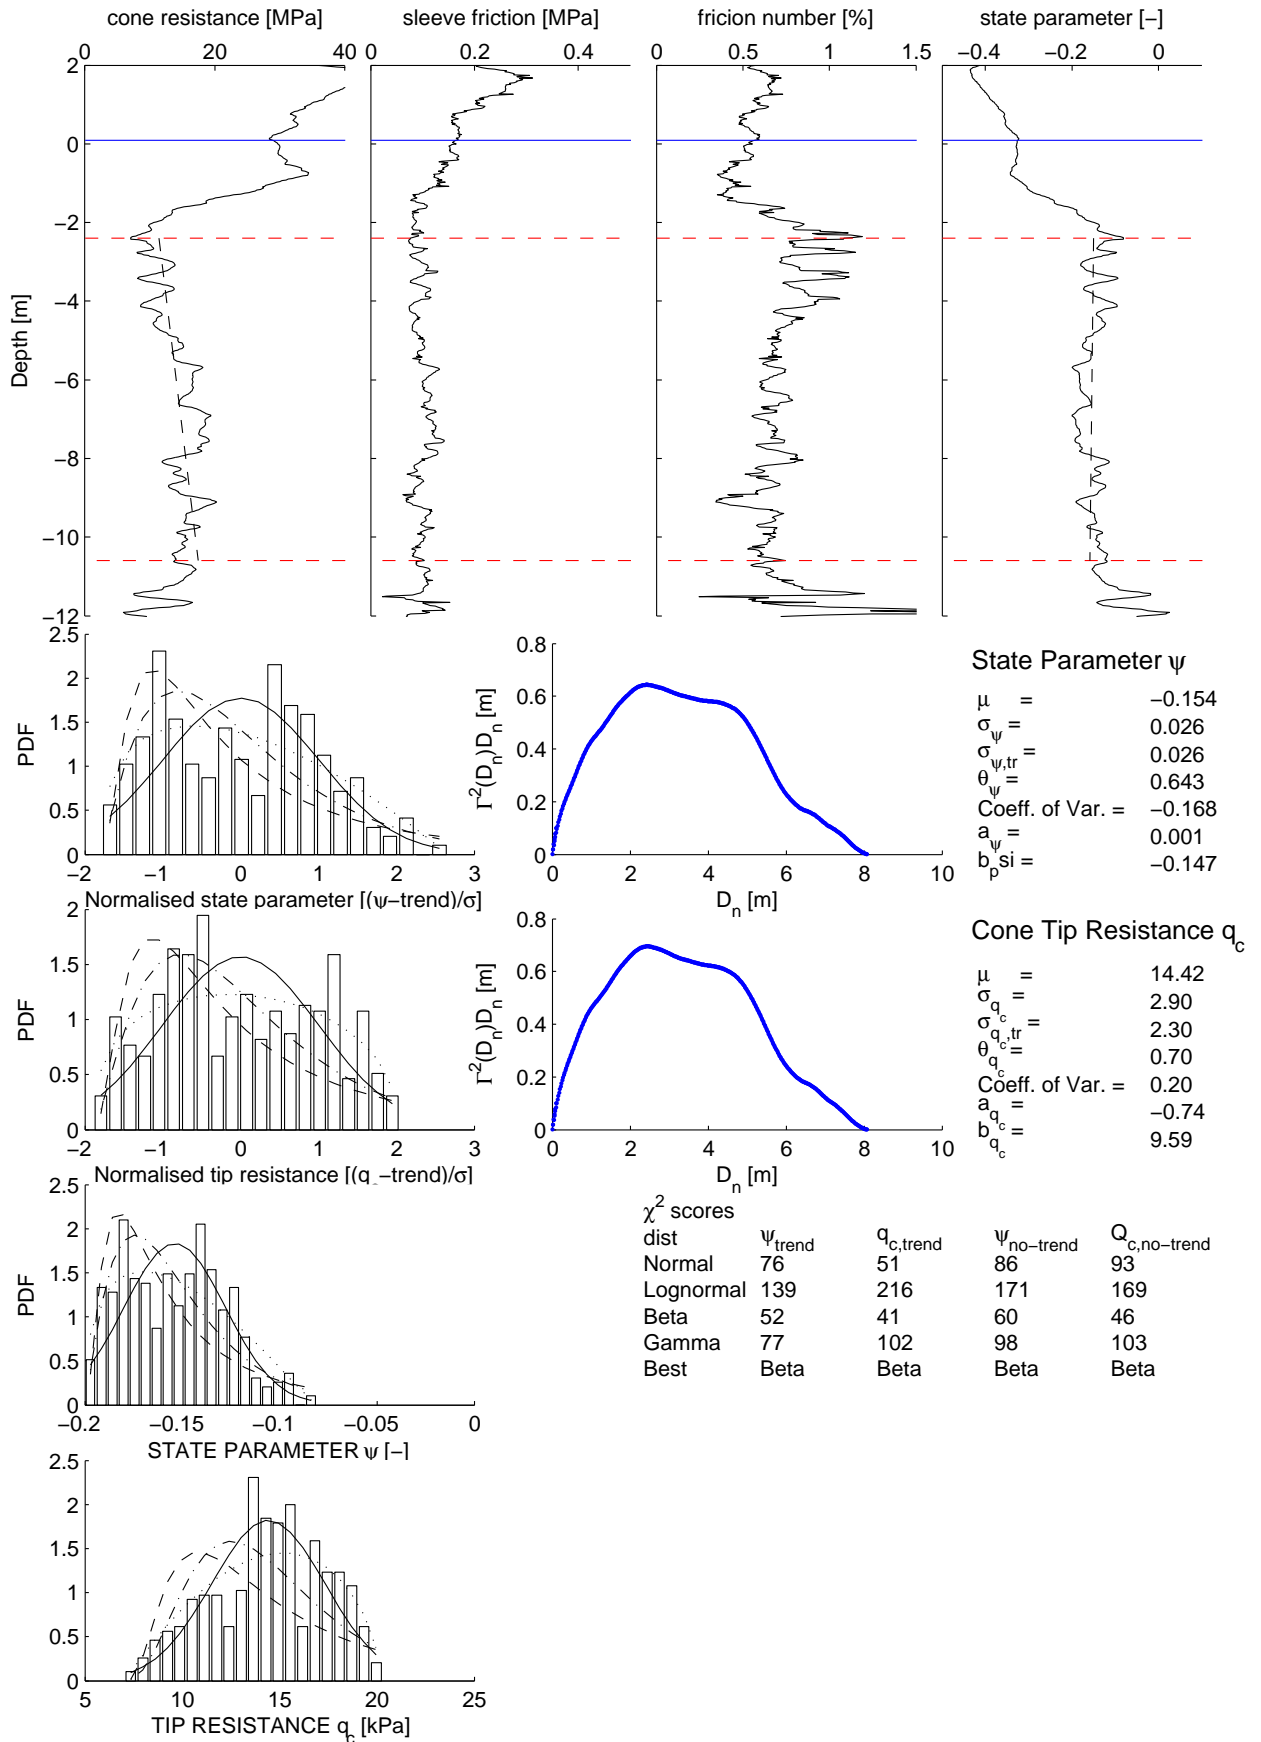 cone resistance [MPa] sleeve friction [MPa] fricion number [%] state parameter [−]
0 20 40 0 0.2 0.4 0 0.5 1 1.5 −0.4 −0.2 0
2
0
−2
−4
−6
−8
−10
−12
Depth [m]
2.5
2
1.5
1
0.5
0
PDF
−2 −1 0 1 2 3
Normalised state parameter [(ψ−trend)/σ]
0.8
0.6
0.4
0.2
0
Γ²(Dn)Dn [m]
0 2 4 6 8 10
Dn [m]
State Parameter ψ
μ = −0.154
σψ = 0.026
σψ,tr = 0.026
θψ = 0.643
Coeff. of Var. = −0.168
aψ = 0.001
bpsi = −0.147
2
1.5
1
0.5
0
PDF
−2 −1 0 1 2 3
Normalised tip resistance [(q −trend)/σ]
0.8
0.6
0.4
0.2
0
Γ²(Dn)Dn [m]
0 2 4 6 8 10
Dn [m]
Cone Tip Resistance qc
μ = 14.42
σqc = 2.90
σqc,tr = 2.30
θqc = 0.70
Coeff. of Var. = 0.20
aqc = −0.74
bqc = 9.59
2.5
2
1.5
1
0.5
0
PDF
−0.2 −0.15 −0.1 −0.05 0
STATE PARAMETER ψ [−]
χ² scores
dist ψtrend qc,trend ψno−trend Qc,no−trend
Normal 76 51 86 93
Lognormal 139 216 171 169
Beta 52 41 60 46
Gamma 77 102 98 103
Best Beta Beta Beta Beta
2.5
2
1.5
1
0.5
0
5 10 15 20 25
TIP RESISTANCE qc [kPa]